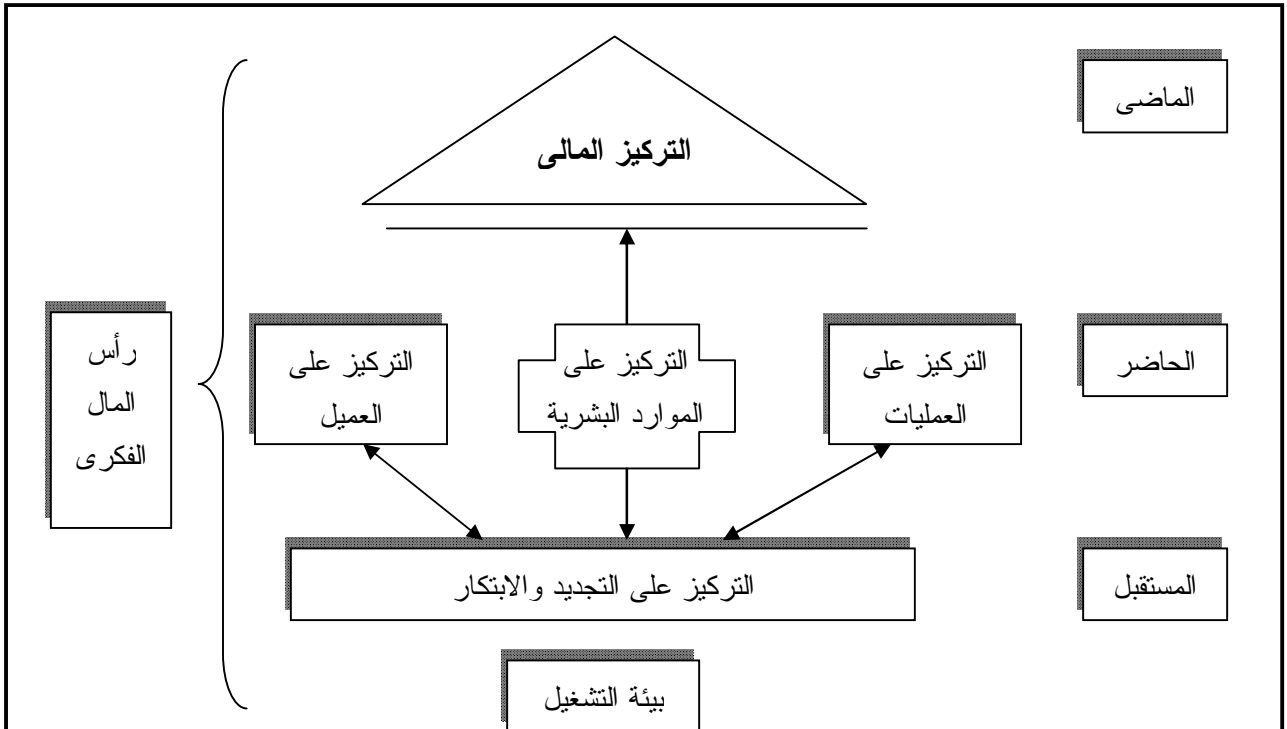 الماضى
التركيز المالى
الحاضر
التركيز على
العمليات
التركيز على
الموارد البشرية
التركيز على
العميل
رأس
المال
الفكرى
المستقبل
التركيز على التجديد والابتكار
بيئة التشغيل